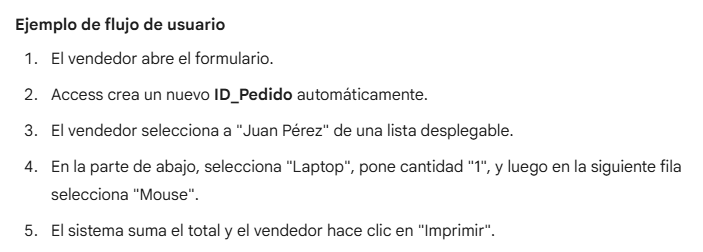 Ejemplo de flujo de usuario
1. El vendedor abre el formulario.
2. Access crea un nuevo ID_Pedido automáticamente.
3. El vendedor selecciona a "Juan Pérez" de una lista desplegable.
4. En la parte de abajo, selecciona "Laptop", pone cantidad "1", y luego en la siguiente fila
selecciona "Mouse".
5. El sistema suma el total y el vendedor hace clic en "Imprimir".